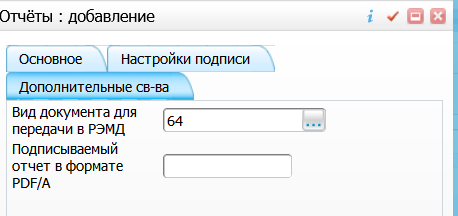 Отчёты : добавление
Основное
Настройки подписи
Дополнительные св-ва
Вид документа для
передачи в РЭМД
64
...
Подписываемый
отчет в формате
PDF/A